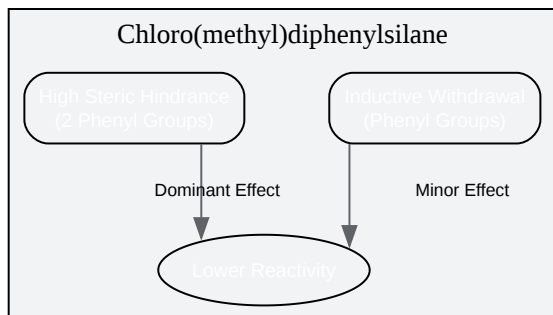 Chloro(methyl)diphenylsilane
High Steric Hindrance
(2 Phenyl Groups)
Inductive Withdrawal
(Phenyl Groups)
Dominant Effect
Minor Effect
Lower Reactivity